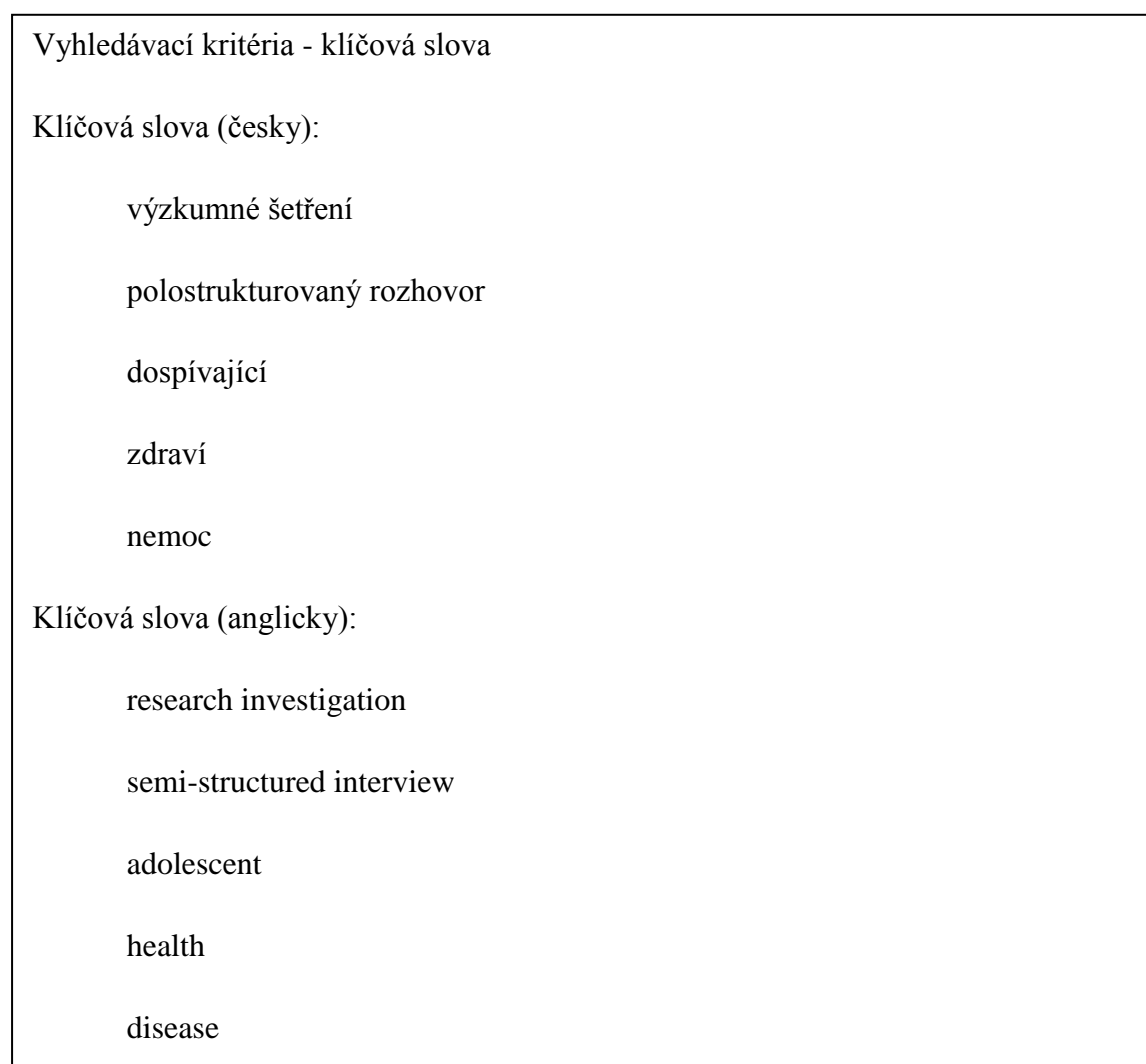 Vyhledávací kritéria - klíčová slova
Klíčová slova (česky):
výzkumné šetření
polostrukturovaný rozhovor
dospívající
zdraví
nemoc
Klíčová slova (anglicky):
research investigation
semi-structured interview
adolescent
health
disease